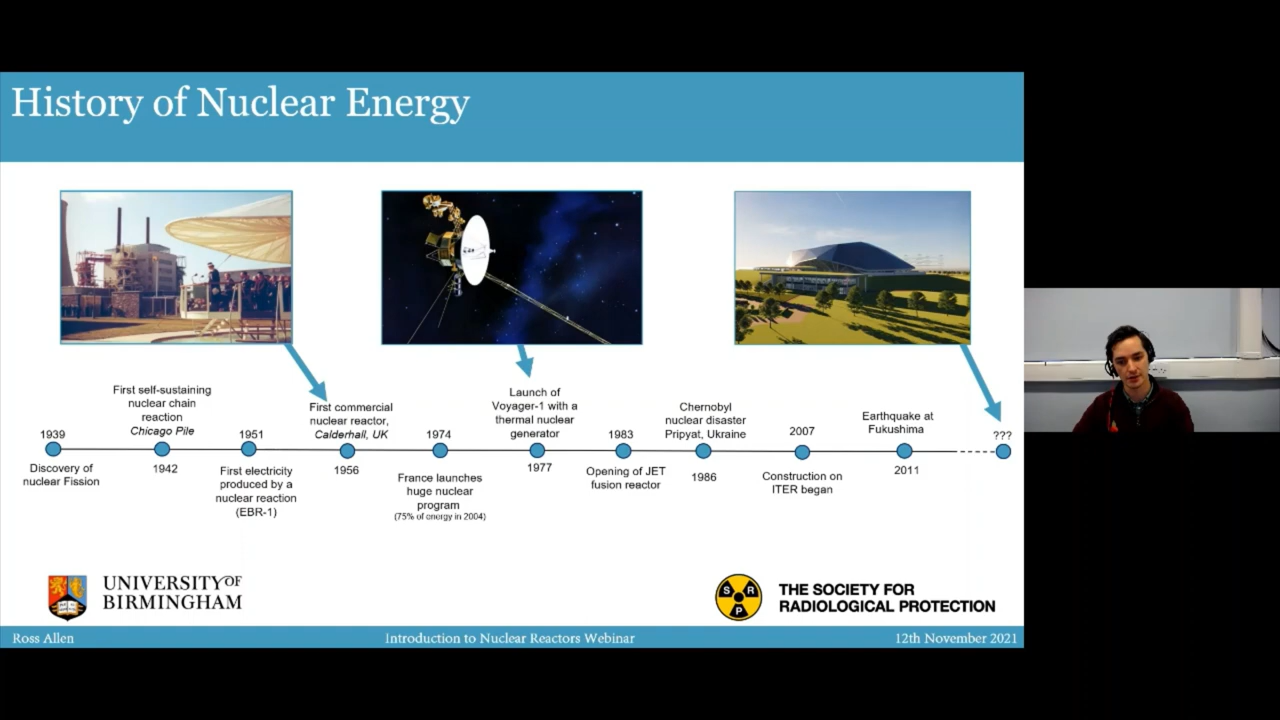 History of Nuclear Energy
1939
Discovery of
nuclear Fission
First self-sustaining
nuclear chain
reaction
Chicago Pile
1942
1951
First electricity
produced by a
nuclear reaction
(EBR-1)
First commercial
nuclear reactor,
Calderhall, UK
1956
1974
France launches
huge nuclear
program
(75% of energy in 2004)
Launch of
Voyager-1 with a
thermal nuclear
generator
1977
1983
Opening of JET
fusion reactor
Chernobyl
nuclear disaster
Pripyat, Ukraine
1986
2007
Construction on
ITER began
Earthquake at
Fukushima
2011
???
UNIVERSITY OF
BIRMINGHAM
S R
P
THE SOCIETY FOR
RADIOLOGICAL PROTECTION
Ross Allen
Introduction to Nuclear Reactors Webinar
12th November 2021